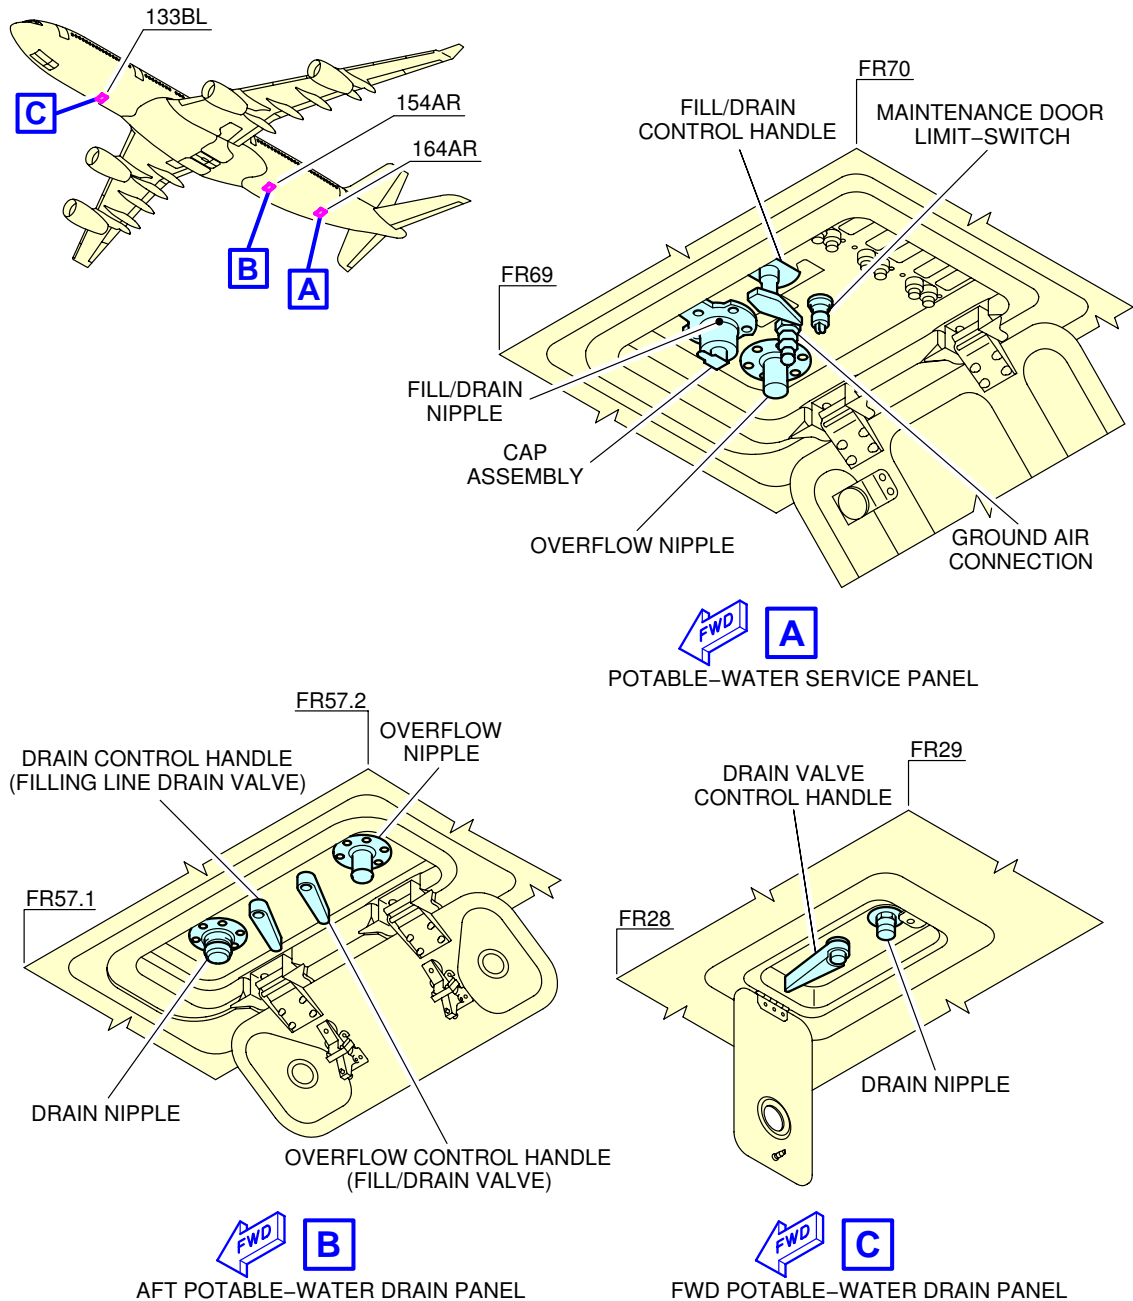 133BL
C
154AR
164AR
B
A
FR70
FILL/DRAIN
CONTROL HANDLE
MAINTENANCE DOOR
LIMIT–SWITCH
FR69
FILL/DRAIN
NIPPLE
CAP
ASSEMBLY
OVERFLOW NIPPLE
GROUND AIR
CONNECTION
FWD
A
POTABLE–WATER SERVICE PANEL
FR57.2
OVERFLOW
NIPPLE
DRAIN CONTROL HANDLE
(FILLING LINE DRAIN VALVE)
FR57.1
DRAIN NIPPLE
OVERFLOW CONTROL HANDLE
(FILL/DRAIN VALVE)
FWD
B
AFT POTABLE–WATER DRAIN PANEL
FR29
DRAIN VALVE
CONTROL HANDLE
FR28
DRAIN NIPPLE
FWD
C
FWD POTABLE–WATER DRAIN PANEL